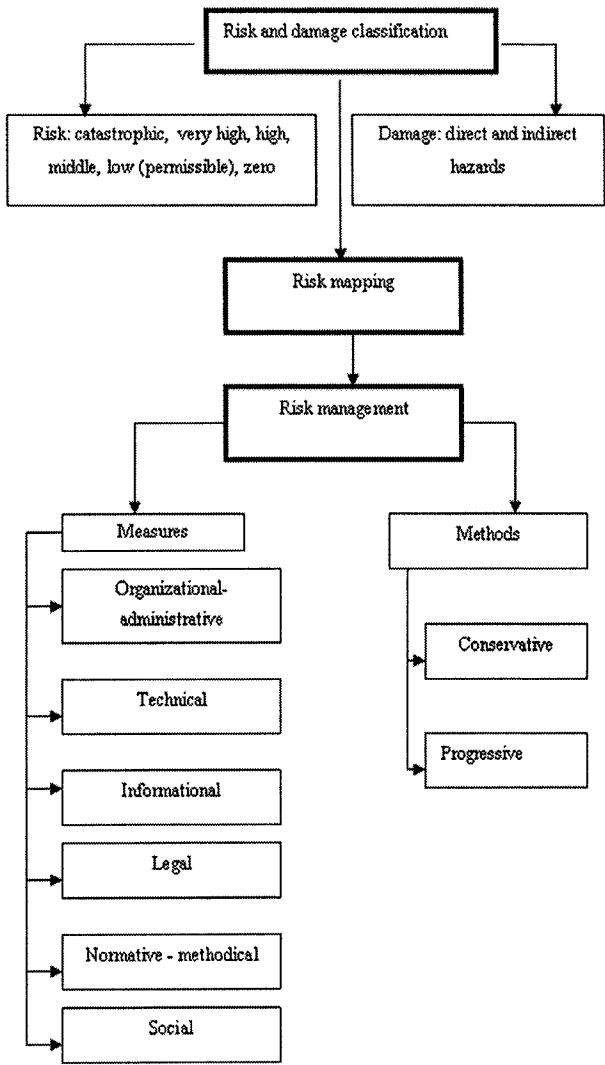 Risk and damage classification
Risk: catastrophic, very high, high,
middle, low (permissible), zero
Damage: direct and indirect
hazards
Risk mapping
Risk management
Measures
Methods
Organizational-
administrative
Conservative
Technical
Progressive
Informational
Legal
Normative - methodical
Social